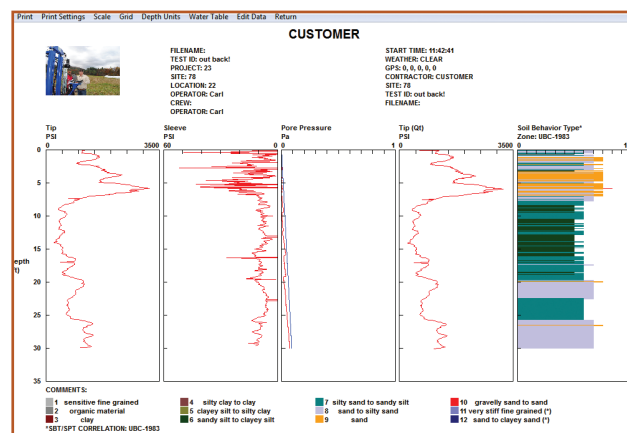 Print Print Settings Scale Grid Depth Units Water Table Edit Data Return
CUSTOMER
FILENAME:
TEST ID: out back!
PROJECT: 23
SITE: 78
LOCATION: 22
OPERATOR: Carl
CREW:
OPERATOR: Carl
START TIME: 11:42:41
WEATHER: CLEAR
GPS: 0, 0, 0, 0, 0
CONTRACTOR: CUSTOMER
SITE: 78
TEST ID: out back!
FILENAME:
Tip Sleeve Pore Pressure Tip (Qt) Soil Behavior Type*
PSI PSI Pa PSI Zone: UBC-1983
0 3500 60 0 1 0 3500 0 1
0
5
10
15
epth
t)
20
25
30
35
COMMENTS:
1 sensitive fine grained 4 silty clay to clay 7 silty sand to sandy silt 10 gravelly sand to sand
2 organic material 5 clayey silt to silty clay 8 sand to silty sand 11 very stiff fine grained (*)
3 clay 6 sandy silt to clayey silt 9 sand 12 sand to clayey sand (*)
*SBT/SPT CORRELATION: UBC-1983